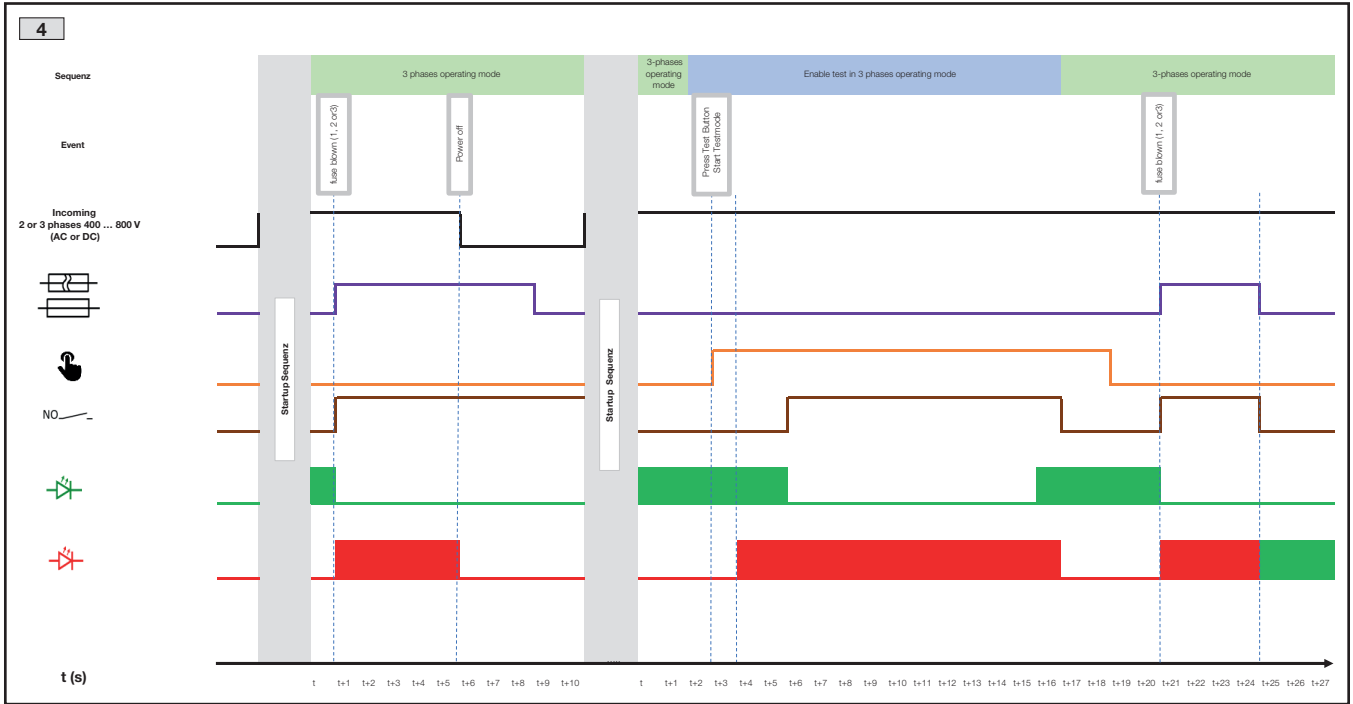 4
Sequenz
3 phases operating mode
3-phases
operating
mode
Enable test in 3 phases operating mode
3-phases operating mode
Event
fuse blown (1, 2 or3)
Power off
Press Test Button
Start Testmode
fuse blown (1, 2 or3)
Incoming
2 or 3 phases 400 ... 800 V
(AC or DC)
Startup Sequenz
Startup Sequenz
NO
.....
t (s)
t t+1 t+2 t+3 t+4 t+5 t+6 t+7 t+8 t+9 t+10
t t+1 t+2 t+3 t+4 t+5 t+6 t+7 t+8 t+9 t+10 t+11 t+12 t+13 t+14 t+15 t+16 t+17 t+18 t+19 t+20 t+21 t+22 t+23 t+24 t+25 t+26 t+27